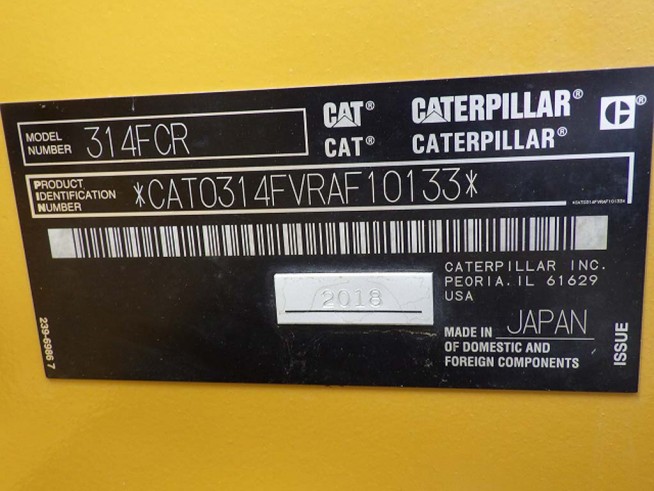 MODEL NUMBER 314FCR
CAT® CATERPILLAR®
CAT® CATERPILLAR®
PRODUCT IDENTIFICATION NUMBER *CAT0314FVRAF10133*
*CAT0314FVRAF10133*
CATERPILLAR INC.
PEORIA, IL 61629
USA
2018
MADE IN JAPAN
OF DOMESTIC AND
FOREIGN COMPONENTS
239-6986 7
ISSUE